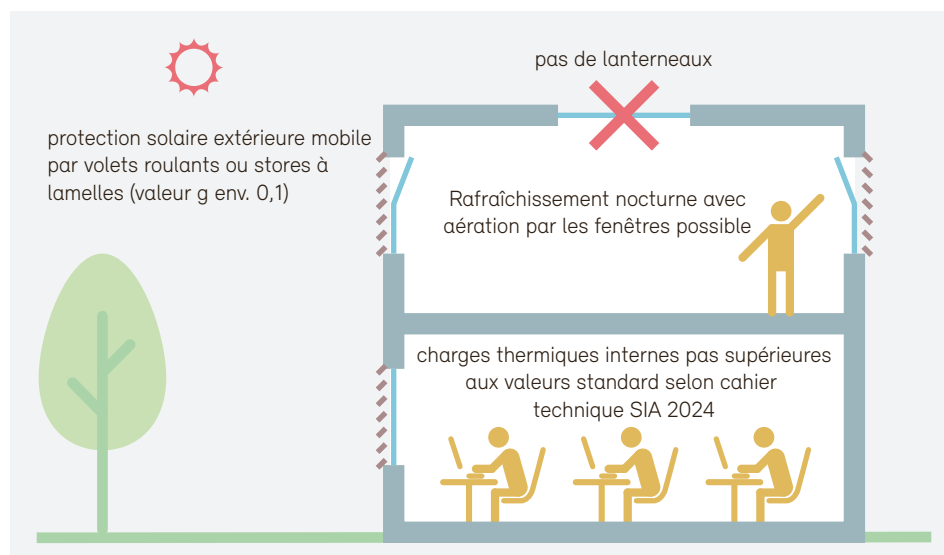 pas de lanterneaux
protection solaire extérieure mobile
par volets roulants ou stores à
lamelles (valeur g env. 0,1)
Rafraîchissement nocturne avec
aération par les fenêtres possible
charges thermiques internes pas supérieures
aux valeurs standard selon cahier
technique SIA 2024